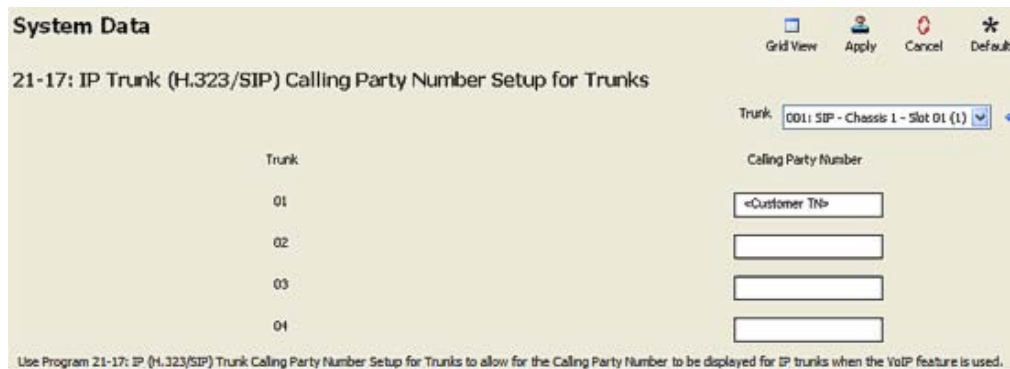 System Data
Grid View Apply Cancel Default
21-17: IP Trunk (H.323/SIP) Calling Party Number Setup for Trunks
Trunk 001: SIP - Chassis 1 - Slot 01 (1)
Trunk Calling Party Number
01 <Customer TN>
02
03
04
Use Program 21-17: IP (H.323/SIP) Trunk Calling Party Number Setup for Trunks to allow for the Calling Party Number to be displayed for IP trunks when the VoIP feature is used.